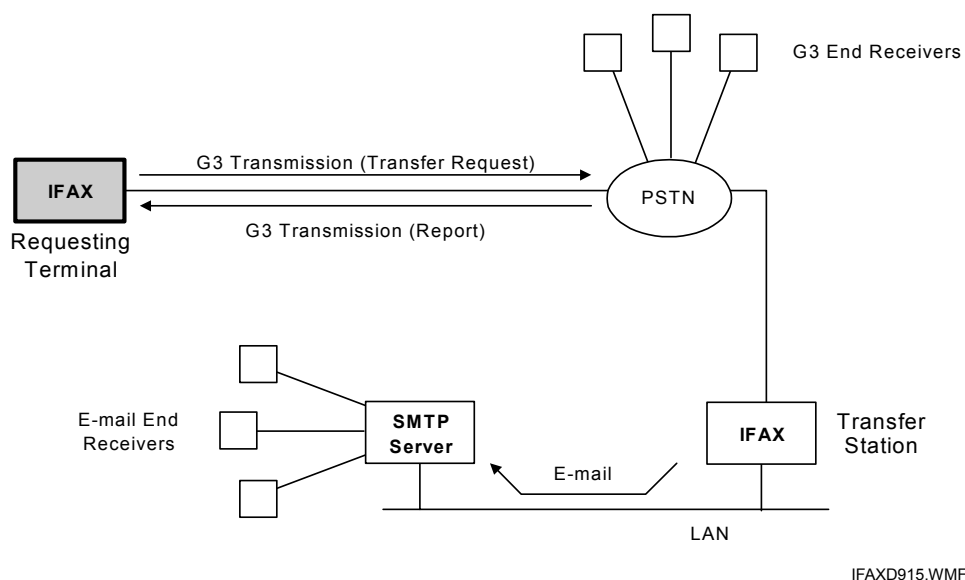 G3 End Receivers
G3 Transmission (Transfer Request)
IFAX
PSTN
G3 Transmission (Report)
Requesting
Terminal
E-mail End
Receivers
SMTP
Server
IFAX
Transfer
Station
E-mail
LAN
IFAXD915.WMF